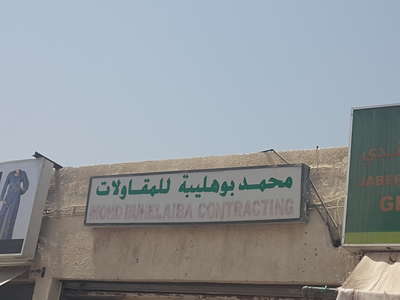 محمد بوهليبة للمقاولات
MOHD BUHELAIBA CONTRACTING